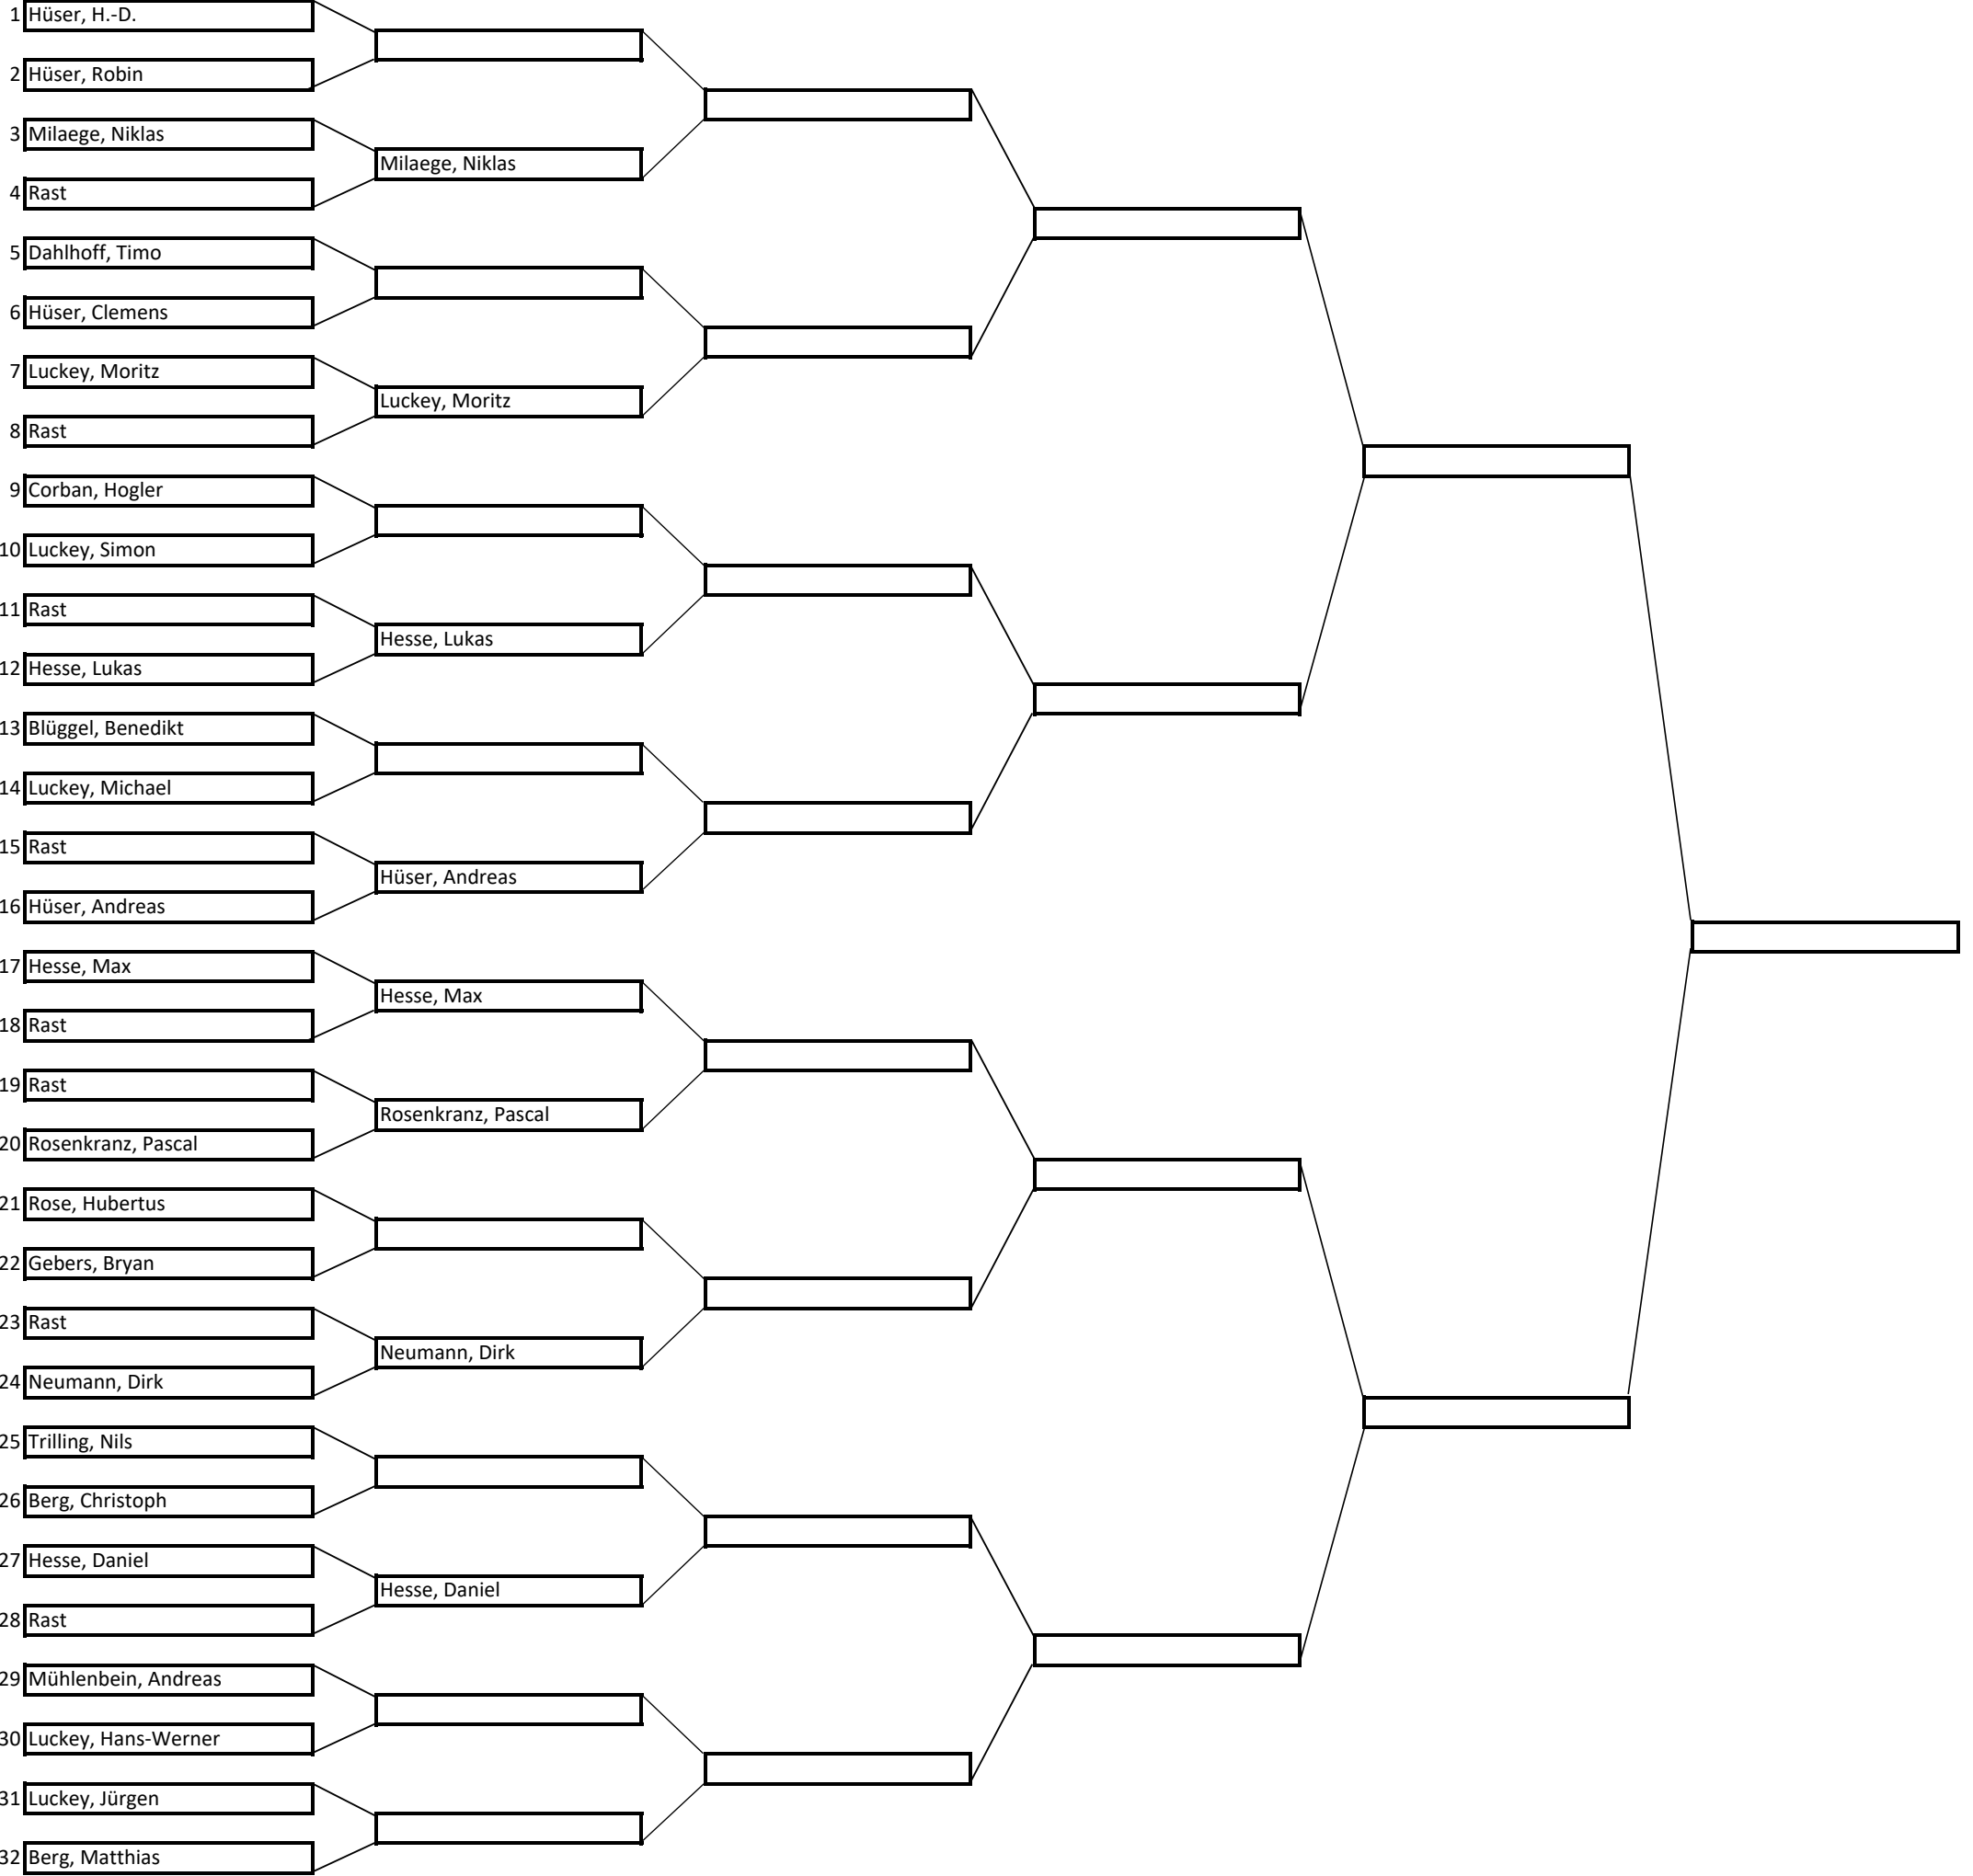 1 Hüser, H.-D.
2 Hüser, Robin
3 Milaege, Niklas
Milaege, Niklas
4 Rast
5 Dahlhoff, Timo
6 Hüser, Clemens
7 Luckey, Moritz
Luckey, Moritz
8 Rast
9 Corban, Hogler
10 Luckey, Simon
11 Rast
Hesse, Lukas
12 Hesse, Lukas
13 Blüggel, Benedikt
14 Luckey, Michael
15 Rast
Hüser, Andreas
16 Hüser, Andreas
17 Hesse, Max
Hesse, Max
18 Rast
19 Rast
Rosenkranz, Pascal
20 Rosenkranz, Pascal
21 Rose, Hubertus
22 Gebers, Bryan
23 Rast
Neumann, Dirk
24 Neumann, Dirk
25 Trilling, Nils
26 Berg, Christoph
27 Hesse, Daniel
Hesse, Daniel
28 Rast
29 Mühlenbein, Andreas
30 Luckey, Hans-Werner
31 Luckey, Jürgen
32 Berg, Matthias